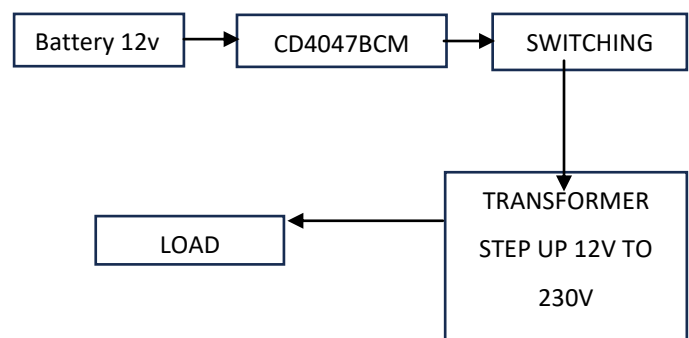 Battery 12v
CD4047BCM
SWITCHING
TRANSFORMER
STEP UP 12V TO
230V
LOAD